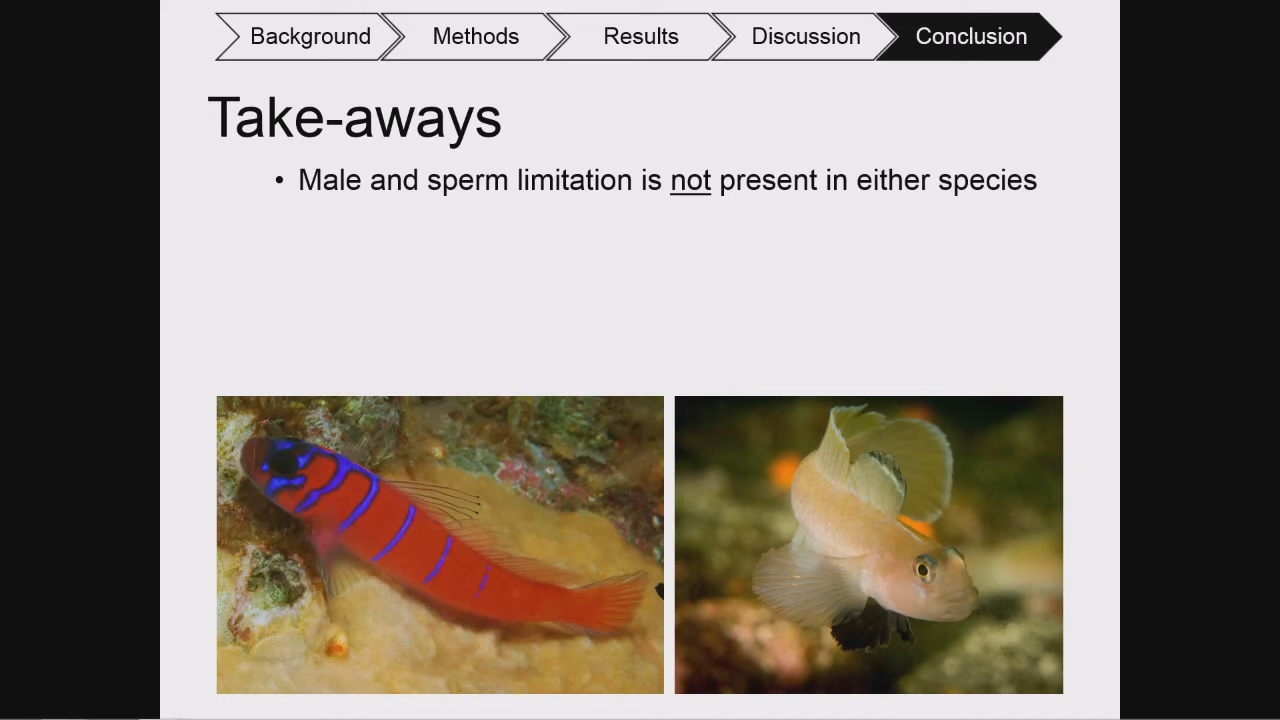 Background Methods Results Discussion Conclusion
Take-aways
• Male and sperm limitation is not present in either species